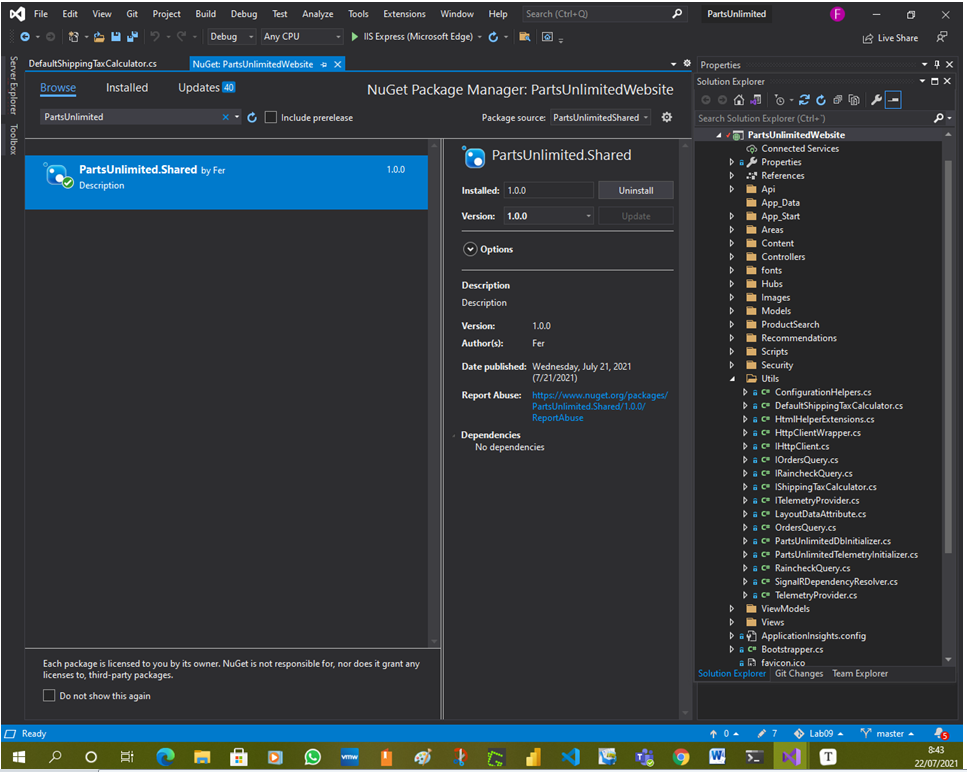 File Edit View Git Project Build Debug Test Analyze Tools Extensions Window Help Search (Ctrl+Q) PartsUnlimited F
Debug Any CPU IIS Express (Microsoft Edge) Live Share
Server Explorer
Toolbox
DefaultShippingTaxCalculator.cs NuGet: PartsUnlimitedWebsite
Browse Installed Updates 40
NuGet Package Manager: PartsUnlimitedWebsite
PartsUnlimited Include prerelease
Package source: PartsUnlimitedShared
PartsUnlimited.Shared by Fer 1.0.0
Description
Each package is licensed to you by its owner. NuGet is not responsible for, nor does it grant any
licenses to, third-party packages.
Do not show this again
PartsUnlimited.Shared
Installed: 1.0.0 Uninstall
Version: 1.0.0 Update
Options
Description
Description
Version: 1.0.0
Author(s): Fer
Date published: Wednesday, July 21, 2021
(7/21/2021)
Report Abuse: https://www.nuget.org/packages/
PartsUnlimited.Shared/1.0.0/
ReportAbuse
Dependencies
No dependencies
Properties
Solution Explorer
Search Solution Explorer (Ctrl+¨)
PartsUnlimitedWebsite
Connected Services
Properties
References
Api
App_Data
App_Start
Areas
Content
Controllers
fonts
Hubs
Images
Models
ProductSearch
Recommendations
Scripts
Security
Utils
ConfigurationHelpers.cs
DefaultShippingTaxCalculator.cs
HtmlHelperExtensions.cs
HttpClientWrapper.cs
IHttpClient.cs
IOrdersQuery.cs
IRaincheckQuery.cs
IShippingTaxCalculator.cs
ITelemetryProvider.cs
LayoutDataAttribute.cs
OrdersQuery.cs
PartsUnlimitedDbInitializer.cs
PartsUnlimitedTelemetryInitializer.cs
RaincheckQuery.cs
SignalRDependencyResolver.cs
TelemetryProvider.cs
ViewModels
Views
ApplicationInsights.config
Bootstrapper.cs
favicon.ico
Solution Explorer Git Changes Team Explorer
Ready 0 7 Lab09 master 5
vmw T
8:43
22/07/2021